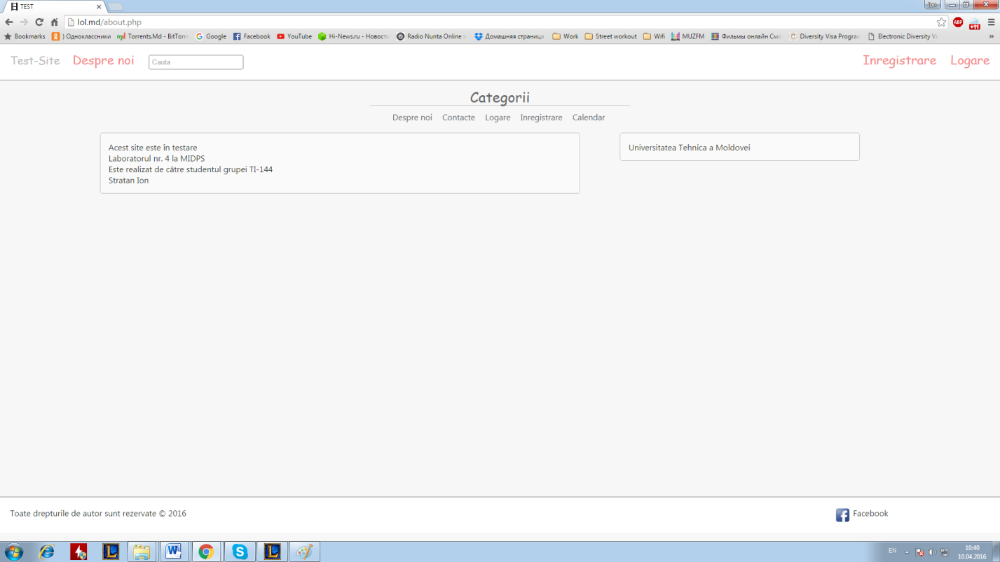 TEST
Ion
lol.md/about.php
ABP
+11
Bookmarks
) Одноклассники
Torrents.Md - BitTorre
Google
Facebook
YouTube
Hi-News.ru - Новости
Radio Nunta Online ::
Домашняя страница
Work
Street workout
Wifi
MUZFM
Фильмы онлайн Смо
Diversity Visa Program
Electronic Diversity Vi
»
Test-Site Despre noi Cauta Inregistrare Logare
Categorii
Despre noi Contacte Logare Inregistrare Calendar
Acest site este în testare
Laboratorul nr. 4 la MIDPS
Este realizat de către studentul grupei TI-144
Stratan Ion
Universitatea Tehnica a Moldovei
Toate drepturile de autor sunt rezervate © 2016
Facebook
EN
10:40
10.04.2016